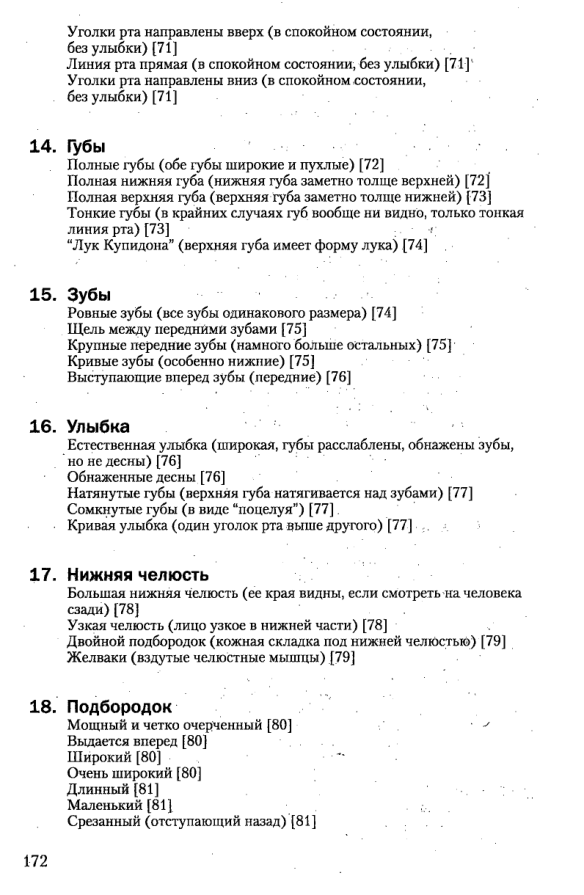 Уголки рта направлены вверх (в спокойном состоянии,
без улыбки) [71]
Линия рта прямая (в спокойном состоянии, без улыбки) [71]
Уголки рта направлены вниз (в спокойном состоянии,
без улыбки) [71]
14. Губы
Полные губы (обе губы широкие и пухлые) [72]
Полная нижняя губа (нижняя губа заметно толще верхней) [72]
Полная верхняя губа (верхняя губа заметно толще нижней) [73]
Тонкие губы (в крайних случаях губ вообще ни видно, только тонкая
линия рта) [73]
“Лук Купидона” (верхняя губа имеет форму лука) [74]
15. Зубы
Ровные зубы (все зубы одинакового размера) [74]
Щель между передними зубами [75]
Крупные передние зубы (намного больше остальных) [75]
Кривые зубы (особенно нижние) [75]
Выступающие вперед зубы (передние) [76]
16. Улыбка
Естественная улыбка (широкая, губы расслаблены, обнажены зубы,
но не десны) [76]
Обнаженные десны [76]
Натянутые губы (верхняя губа натягивается над зубами) [77]
Сомкнутые губы (в виде “поцелуя”) [77]
Кривая улыбка (один уголок рта выше другого) [77]
17. Нижняя челюсть
Большая нижняя челюсть (ее края видны, если смотреть на человека
сзади) [78]
Узкая челюсть (лицо узкое в нижней части) [78]
Двойной подбородок (кожная складка под нижней челюстью) [79]
Желваки (вздутые челюстные мышцы) [79]
18. Подбородок
Мощный и четко очерченный [80]
Выдается вперед [80]
Широкий [80]
Очень широкий [80]
Длинный [81]
Маленький [81]
Срезанный (отступающий назад) [81]
172